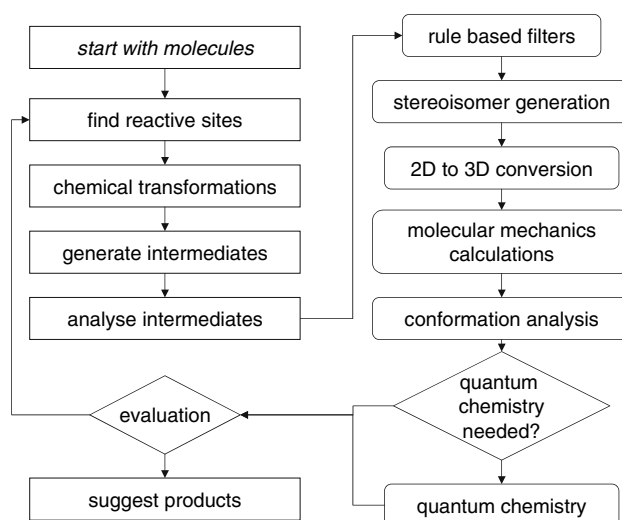 start with molecules
find reactive sites
chemical transformations
generate intermediates
analyse intermediates
rule based filters
stereoisomer generation
2D to 3D conversion
molecular mechanics
calculations
conformation analysis
quantum
chemistry
needed?
quantum chemistry
evaluation
suggest products